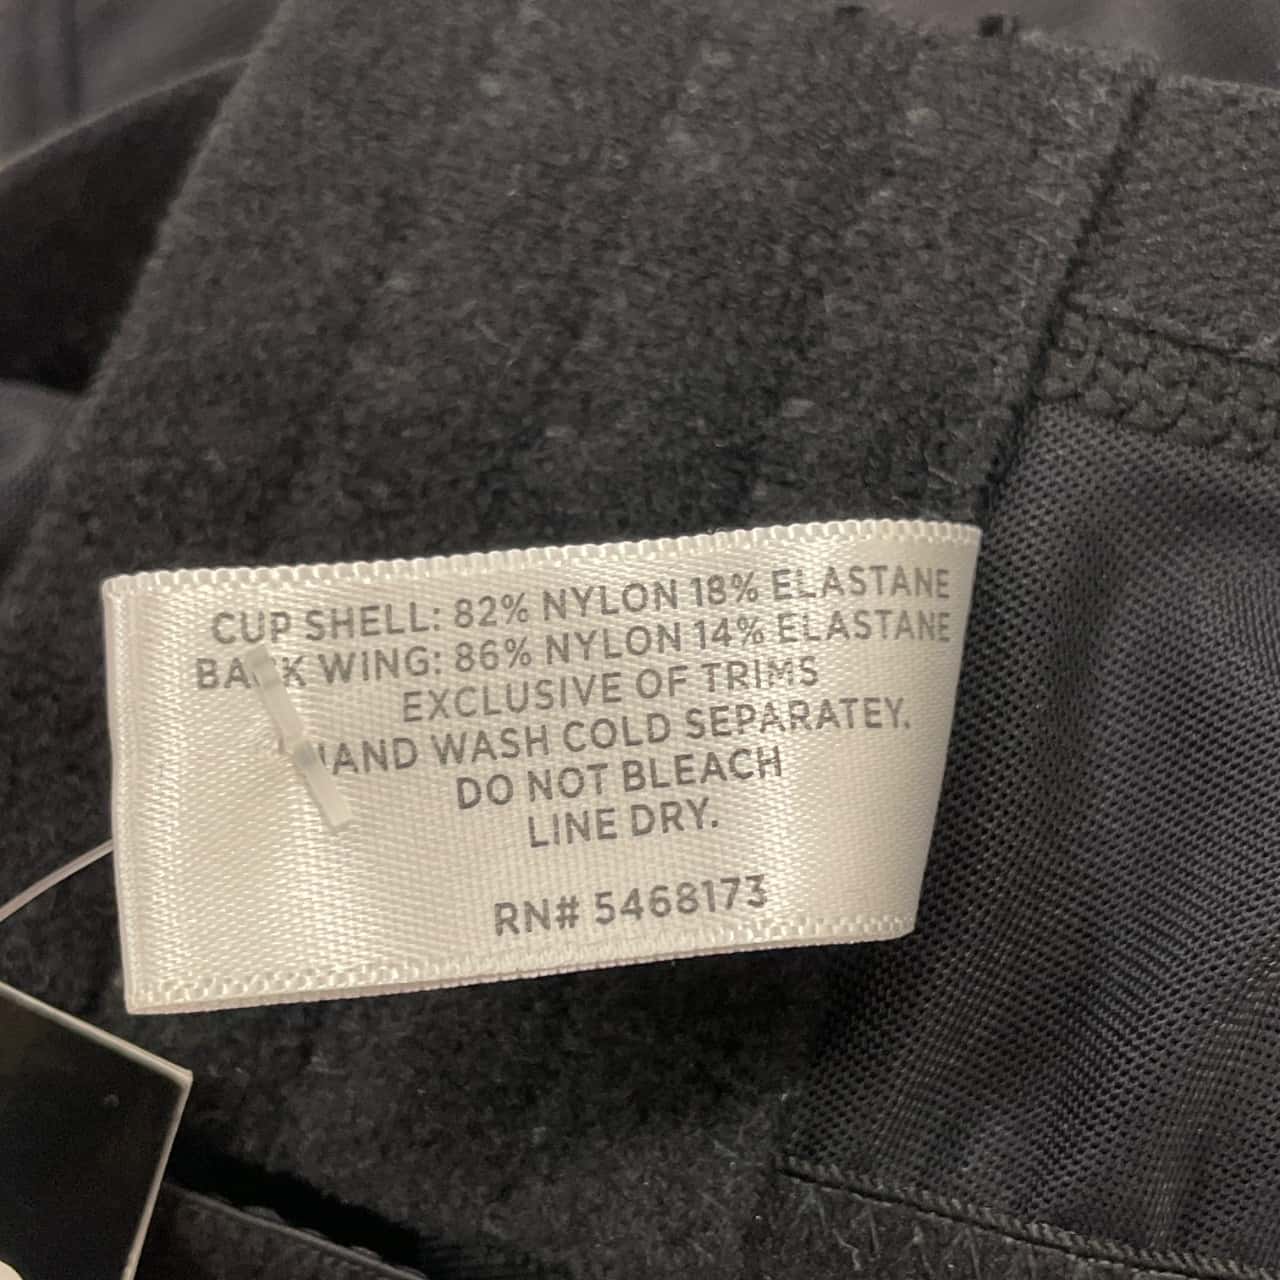 CUP SHELL: 82% NYLON 18% ELASTANE
BACK WING: 86% NYLON 14% ELASTANE
EXCLUSIVE OF TRIMS
HAND WASH COLD SEPARATEY.
DO NOT BLEACH
LINE DRY.
RN# 5468173